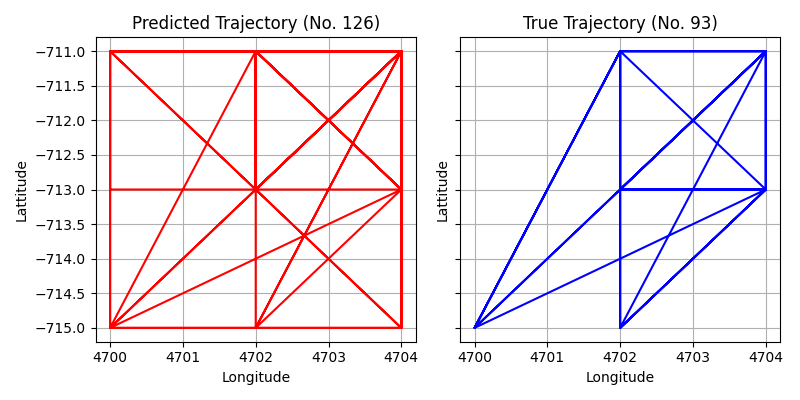 Predicted Trajectory (No. 126)
−711.0
−711.5
−712.0
−712.5
−713.0
−713.5
−714.0
−714.5
−715.0
Lattitude
4700 4701 4702 4703 4704
Longitude
True Trajectory (No. 93)
Lattitude
4700 4701 4702 4703 4704
Longitude